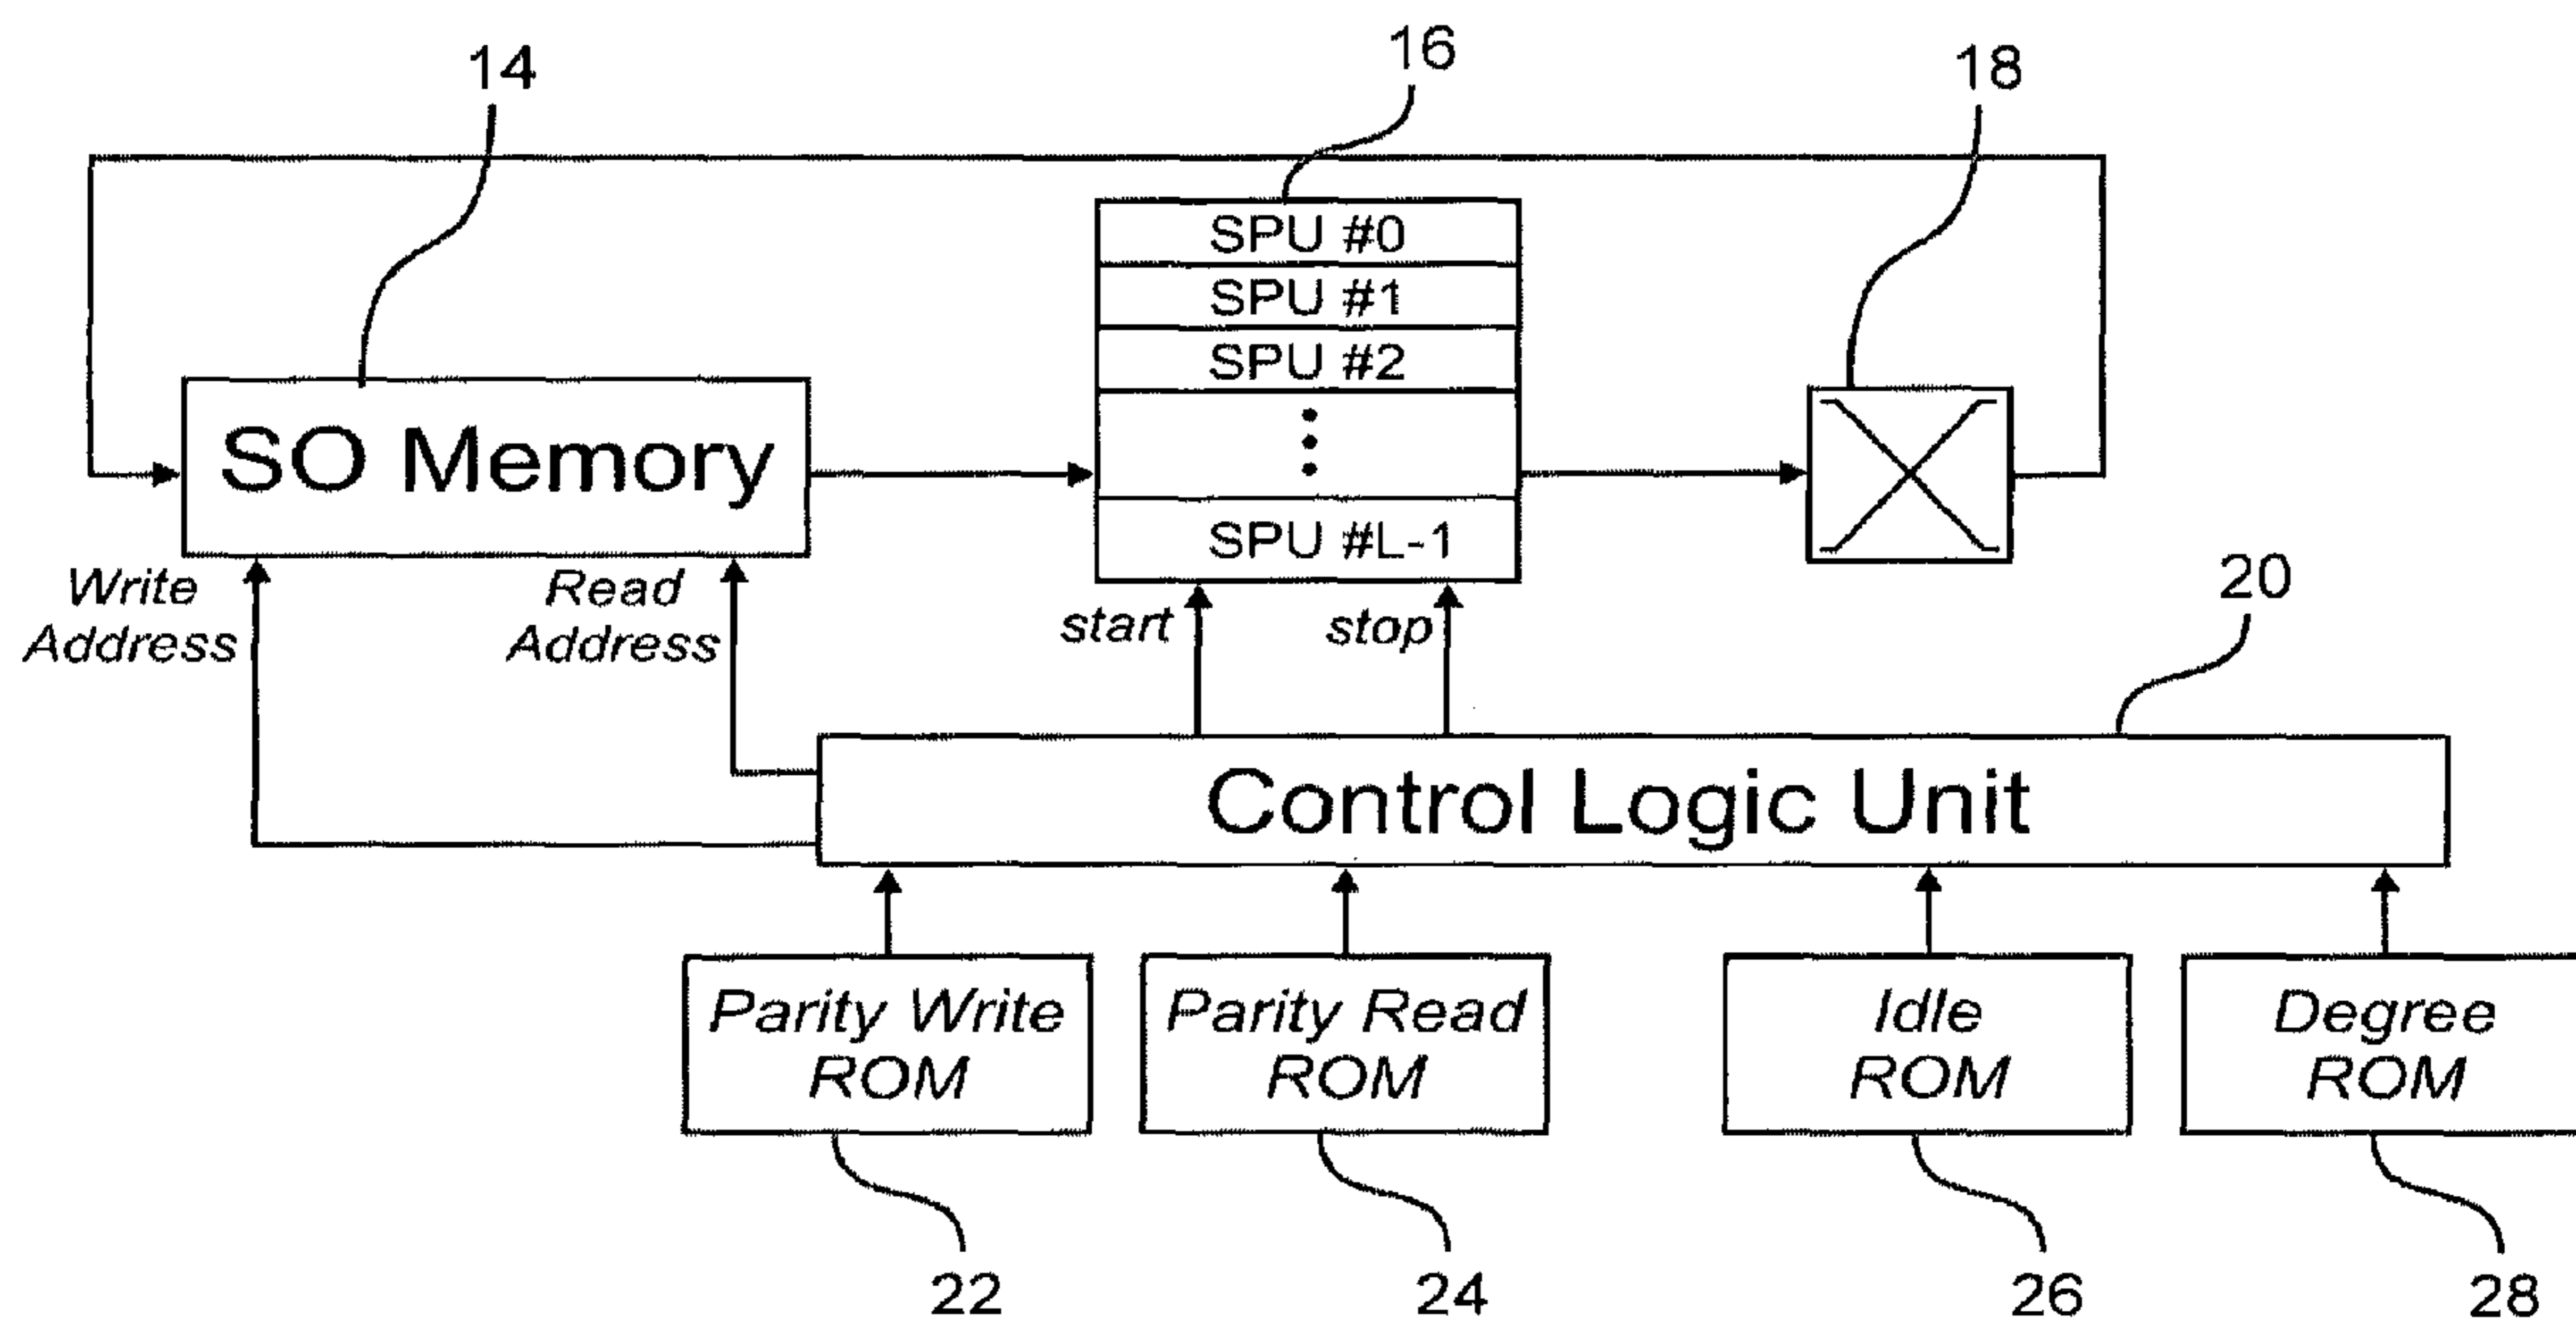 14
16
18
SPU #0
SPU #1
SPU #2
SO Memory
SPU #L-1
Write
Address
Read
Address
start
stop
20
Control Logic Unit
Parity Write
ROM
Parity Read
ROM
Idle
ROM
Degree
ROM
22
24
26
28